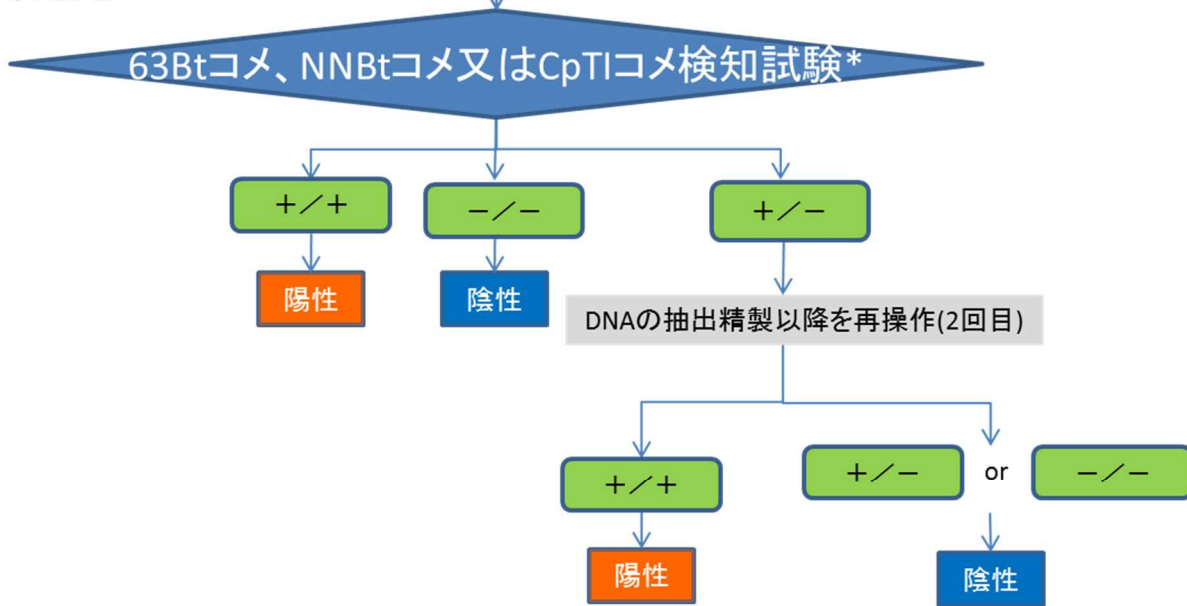 63Btコメ、NNBtコメ又はCpTIコメ検知試験*
＋／＋
－／－
＋／－
陽性
陰性
DNAの抽出精製以降を再操作(2回目)
＋／＋
＋／－ or －／－
陽性
陰性